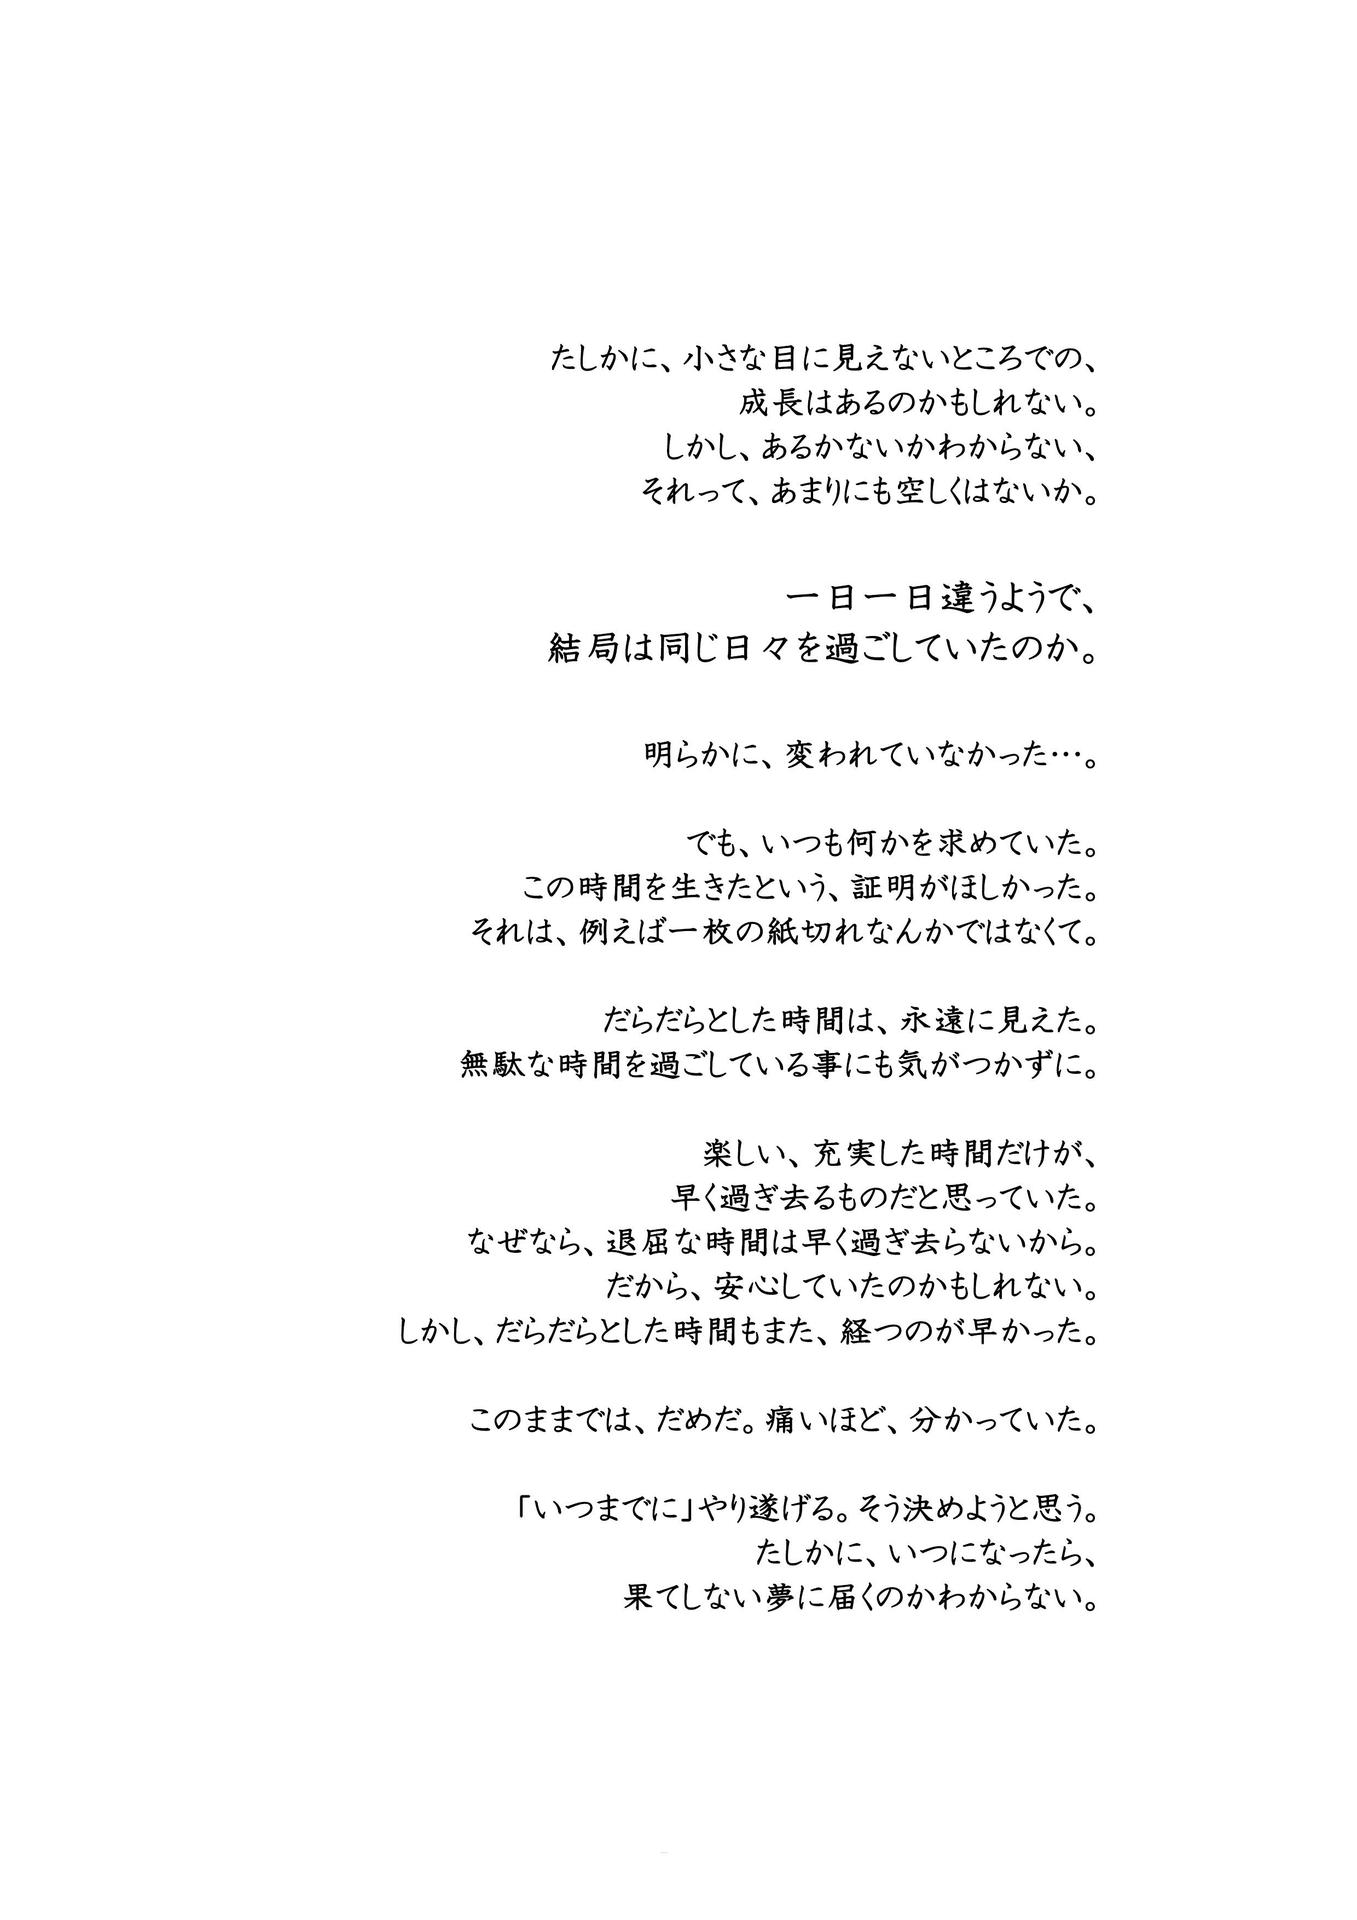 たしかに、小さな目に見えないところでの、
成長はあるのかもしれない。
しかし、あるかないかわからない、
それって、あまりにも空しくはないか。
一日一日違うようで、
結局は同じ日々を過ごしていたのか。
明らかに、変われていなかった…。
でも、いつも何かを求めていた。
この時間を生きたという、証明がほしかった。
それは、例えば一枚の紙切れなんかではなくて。
だらだらとした時間は、永遠に見えた。
無駄な時間を過ごしている事にも気がつかずに。
楽しい、充実した時間だけが、
早く過ぎ去るものだと思っていた。
なぜなら、退屈な時間は早く過ぎ去らないから。
だから、安心していたのかもしれない。
しかし、だらだらとした時間もまた、経つのが早かった。
このままでは、だめだ。痛いほど、分かっていた。
「いつまでに」やり遂げる。そう決めようと思う。
たしかに、いつになったら、
果てしない夢に届くのかわからない。